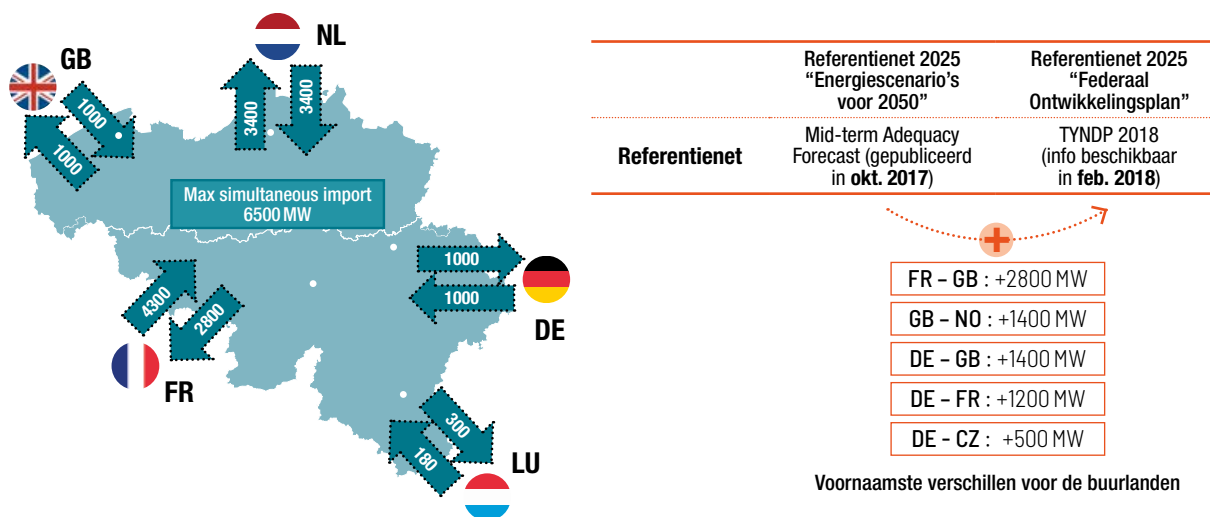 GB
NL
1000
1000
3400
3400
Max simultaneous import
6500 MW
1000
1000
DE
4300
2800
FR
300
180
LU
Referentienet 2025
“Energiescenario’s
voor 2050”
Referentienet 2025
“Federaal
Ontwikkelingsplan”
Referentienet
Mid-term Adequacy
Forecast (gepubliceerd
in okt. 2017)
TYNDP 2018
(info beschikbaar
in feb. 2018)
+
FR – GB : +2800 MW
GB – NO : +1400 MW
DE – GB : +1400 MW
DE – FR : +1200 MW
DE - CZ : +500 MW
Voornaamste verschillen voor de buurlanden